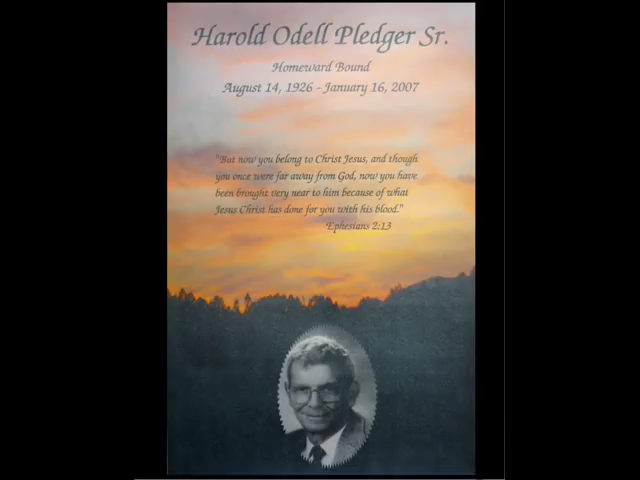 Harold Odell Pledger Sr.
Homeward Bound
August 14, 1926 - January 16, 2007
"But now you belong to Christ Jesus, and though
you once were far away from God, now you have
been brought very near to him because of what
Jesus Christ has done for you with his blood."
Ephesians 2:13